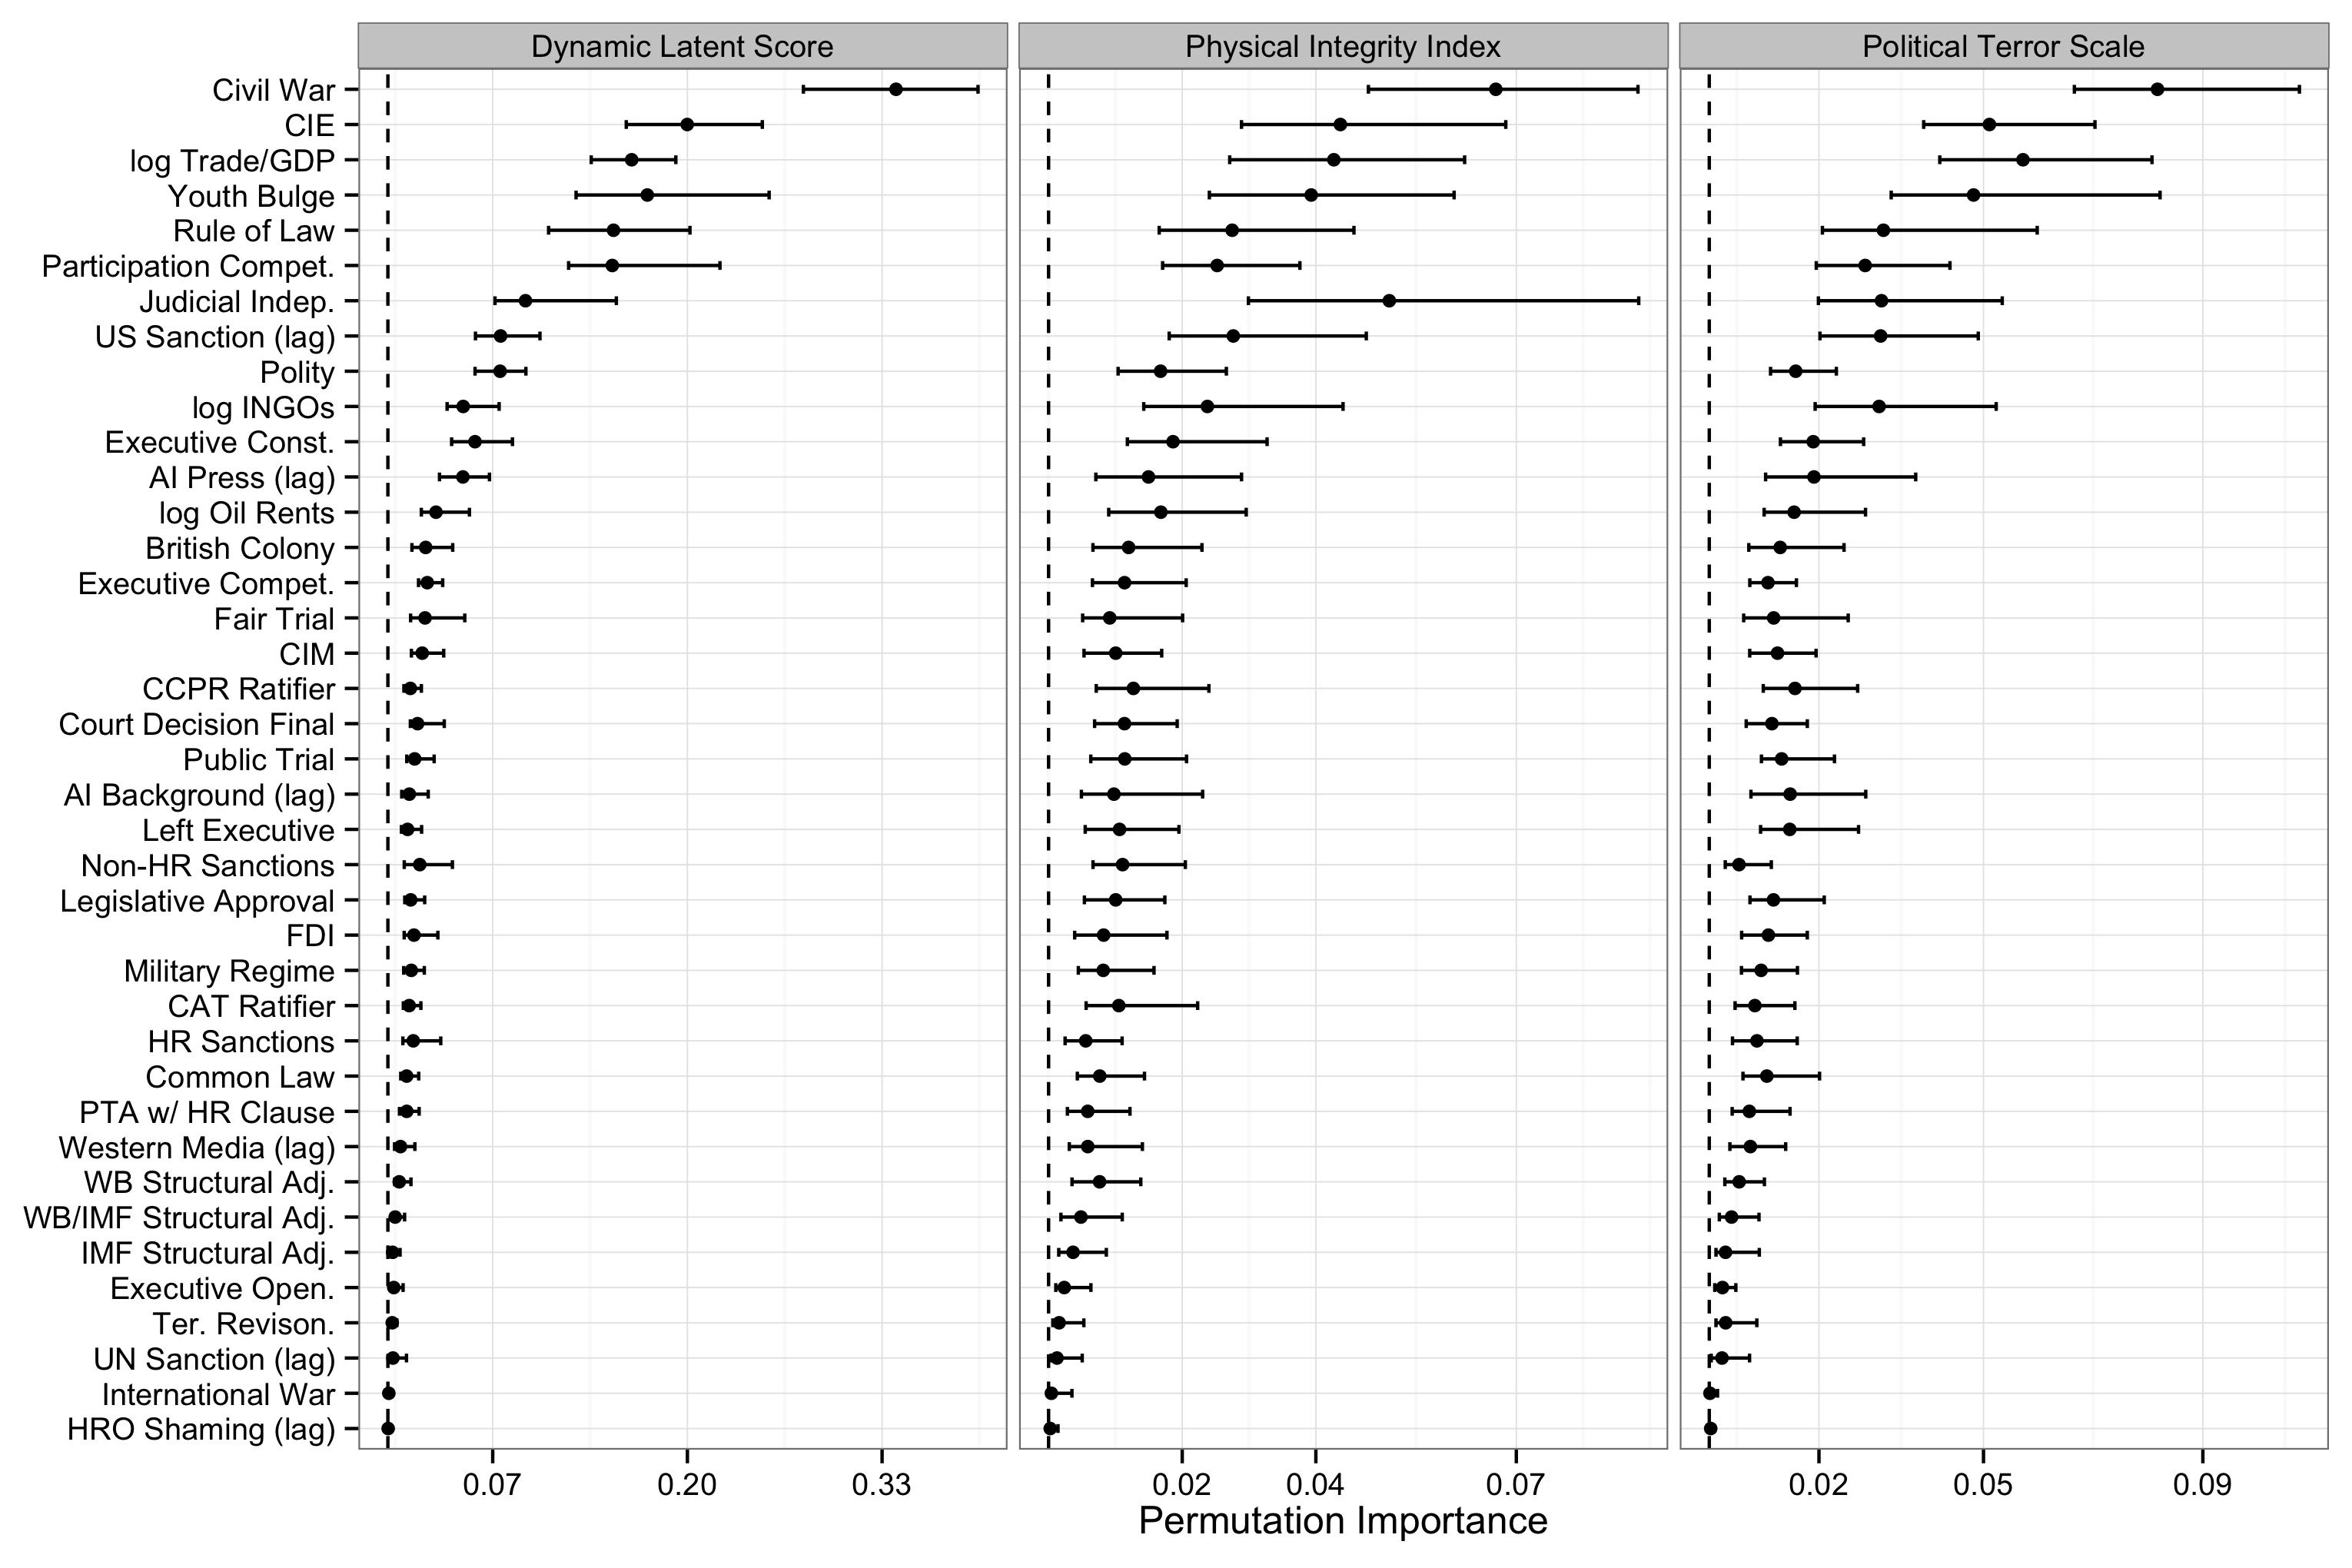 Dynamic Latent Score
Physical Integrity Index
Political Terror Scale
Civil War
CIE
log Trade/GDP
Youth Bulge
Rule of Law
Participation Compet.
Judicial Indep.
US Sanction (lag)
Polity
log INGOs
Executive Const.
AI Press (lag)
log Oil Rents
British Colony
Executive Compet.
Fair Trial
CIM
CCPR Ratifier
Court Decision Final
Public Trial
AI Background (lag)
Left Executive
Non-HR Sanctions
Legislative Approval
FDI
Military Regime
CAT Ratifier
HR Sanctions
Common Law
PTA w/ HR Clause
Western Media (lag)
WB Structural Adj.
WB/IMF Structural Adj.
IMF Structural Adj.
Executive Open.
Ter. Revison.
UN Sanction (lag)
International War
HRO Shaming (lag)
0.07 0.20 0.33
0.02 0.04 0.07
0.02 0.05 0.09
Permutation Importance